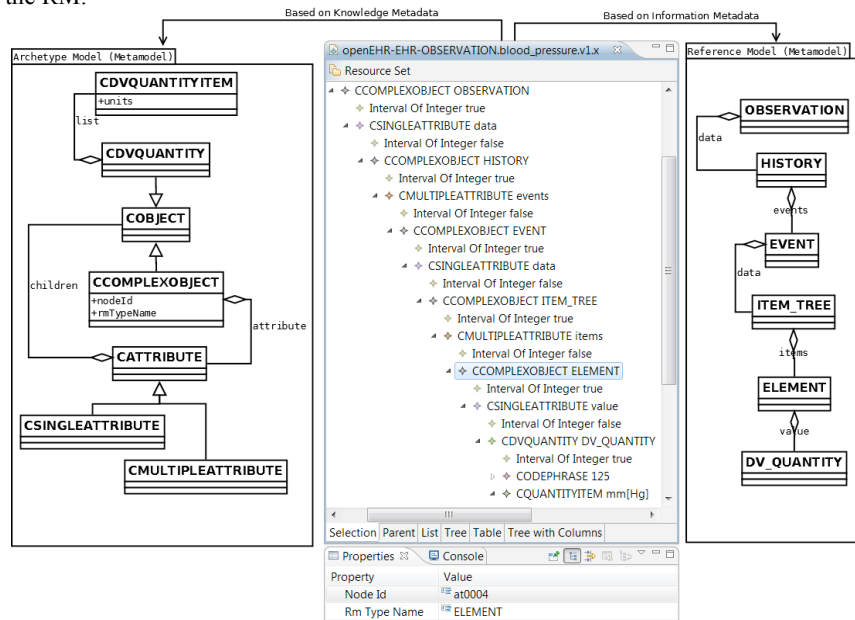 the RM.
Based on Knowledge Metadata
Based on Information Metadata
Archetype Model (Metamodel)
CDVQUANTITYITEM
+units
list
CDVQUANTITY
COBJECT
children
CCOMPLEXOBJECT
+nodeId
+rmTypeName
attribute
CATTRIBUTE
CSINGLEATTRIBUTE
CMULTIPLEATTRIBUTE
openEHR-EHR-OBSERVATION.blood_pressure.v1.x
Resource Set
CCOMPLEXOBJECT OBSERVATION
Interval Of Integer true
CSINGLEATTRIBUTE data
Interval Of Integer false
CCOMPLEXOBJECT HISTORY
Interval Of Integer true
CMULTIPLEATTRIBUTE events
Interval Of Integer false
CCOMPLEXOBJECT EVENT
Interval Of Integer true
CSINGLEATTRIBUTE data
Interval Of Integer false
CCOMPLEXOBJECT ITEM_TREE
Interval Of Integer true
CMULTIPLEATTRIBUTE items
Interval Of Integer false
CCOMPLEXOBJECT ELEMENT
Interval Of Integer true
CSINGLEATTRIBUTE value
Interval Of Integer false
CDVQUANTITY DV_QUANTITY
Interval Of Integer true
CODEPHRASE 125
CQUANTITYITEM mm[Hg]
Selection Parent List Tree Table Tree with Columns
Properties Console
Property Value
Node Id at0004
Rm Type Name ELEMENT
Reference Model (Metamodel)
OBSERVATION
data
HISTORY
events
EVENT
data
ITEM_TREE
items
ELEMENT
value
DV_QUANTITY